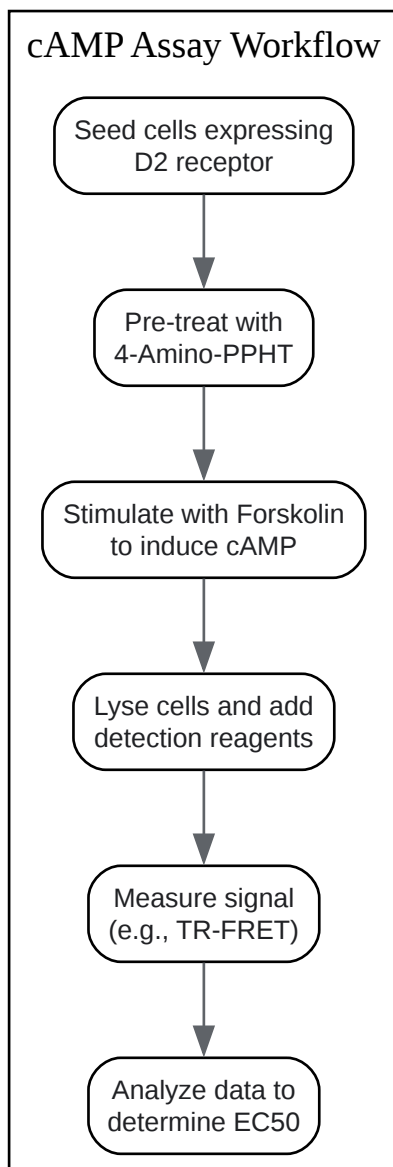 cAMP Assay Workflow
Seed cells expressing
D2 receptor
Pre-treat with
4-Amino-PPHT
Stimulate with Forskolin
to induce cAMP
Lyse cells and add
detection reagents
Measure signal
(e.g., TR-FRET)
Analyze data to
determine EC50